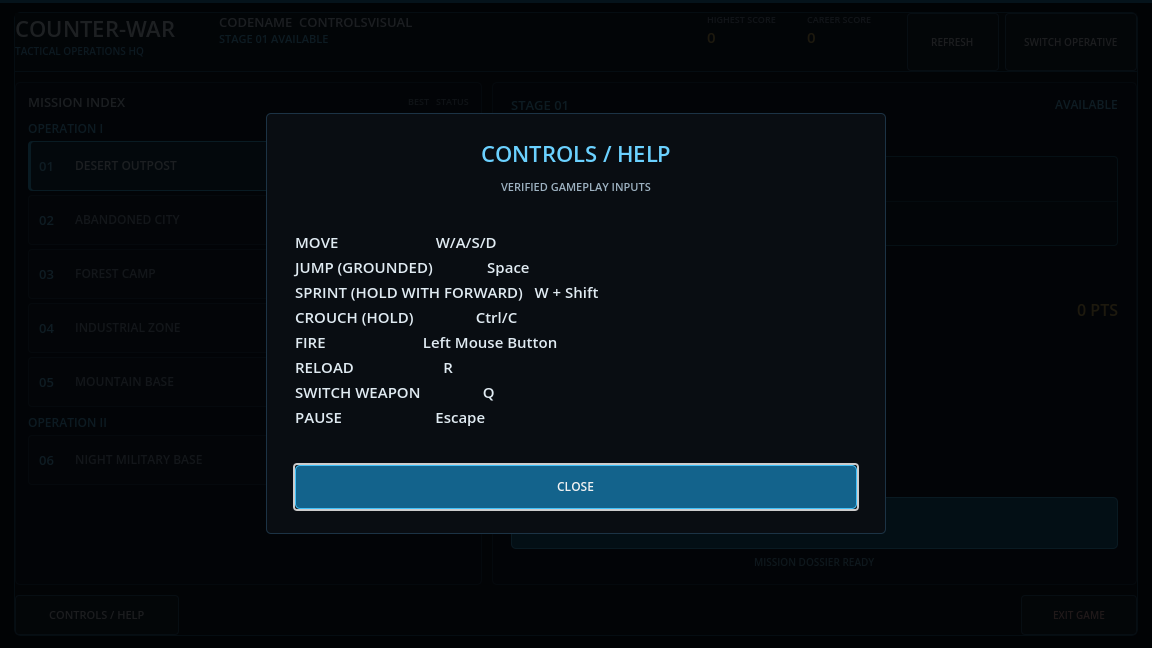 COUNTER-WAR
TACTICAL OPERATIONS HQ
CODENAME CONTROLSVISUAL
STAGE 01 AVAILABLE
HIGHEST SCORE
0
CAREER SCORE
0
REFRESH
SWITCH OPERATIVE
MISSION INDEX
BEST STATUS
OPERATION I
01 DESERT OUTPOST
02 ABANDONED CITY
03 FOREST CAMP
04 INDUSTRIAL ZONE
05 MOUNTAIN BASE
OPERATION II
06 NIGHT MILITARY BASE
STAGE 01
AVAILABLE
0 PTS
MISSION DOSSIER READY
CONTROLS / HELP
VERIFIED GAMEPLAY INPUTS
MOVE W/A/S/D
JUMP (GROUNDED) Space
SPRINT (HOLD WITH FORWARD) W + Shift
CROUCH (HOLD) Ctrl/C
FIRE Left Mouse Button
RELOAD R
SWITCH WEAPON Q
PAUSE Escape
CLOSE
CONTROLS / HELP
EXIT GAME